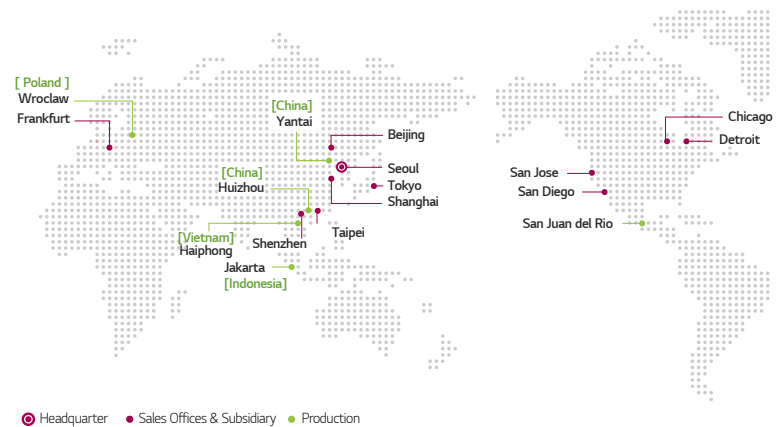 [ Poland ]
Wroclaw
Frankfurt
[China]
Yantai
Beijing
Seoul
Tokyo
Shanghai
[China]
Huizhou
[Vietnam]
Haiphong
Shenzhen
Taipei
Jakarta
[Indonesia]
Chicago
Detroit
San Jose
San Diego
San Juan del Rio
Headquarter
Sales Offices & Subsidiary
Production